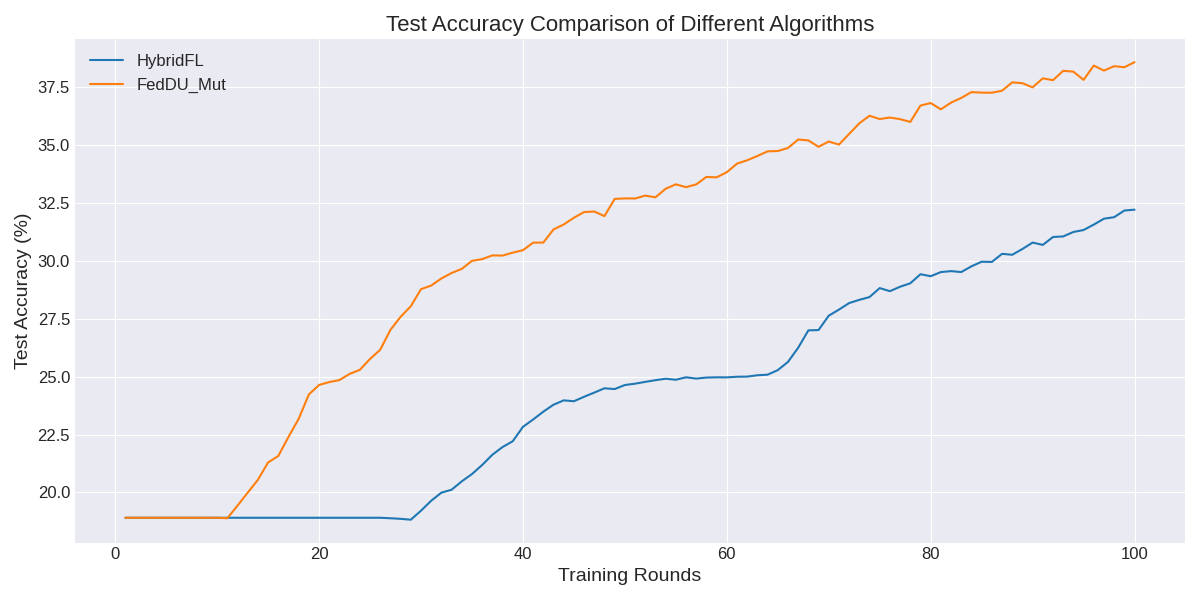 Test Accuracy Comparison of Different Algorithms
HybridFL
FedDU_Mut
37.5
35.0
32.5
30.0
27.5
25.0
22.5
20.0
Test Accuracy (%)
0 20 40 60 80 100
Training Rounds